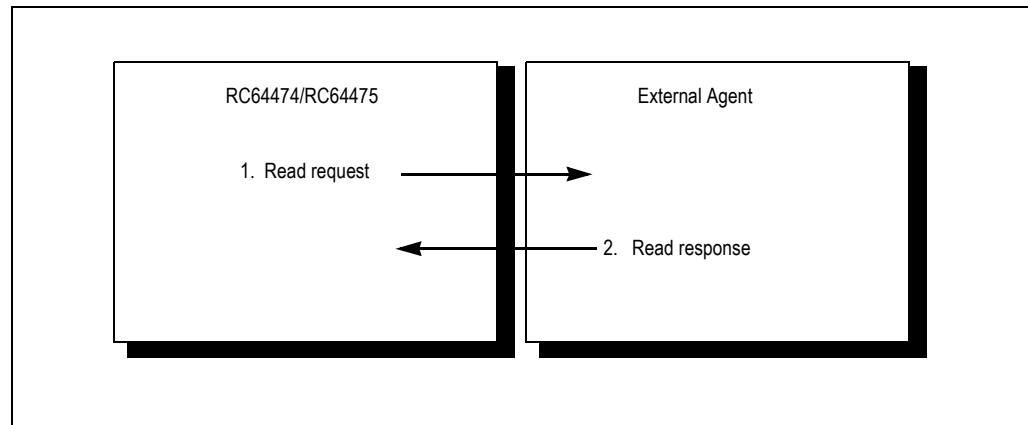 RC64474/RC64475
External Agent
1. Read request
2. Read response